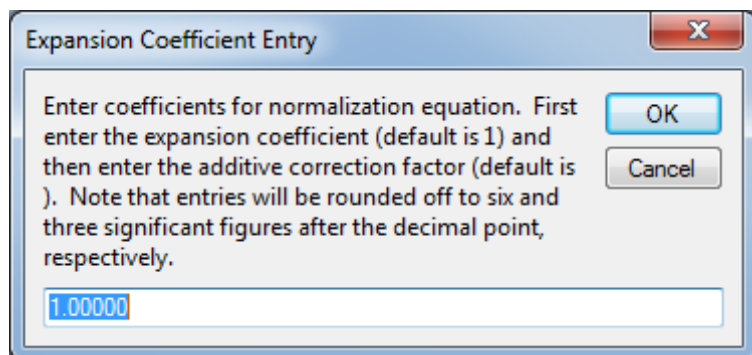 Expansion Coefficient Entry
Enter coefficients for normalization equation.  First
enter the expansion coefficient (default is 1) and
then enter the additive correction factor (default is
).  Note that entries will be rounded off to six and
three significant figures after the decimal point,
respectively.
OK
Cancel
1.00000